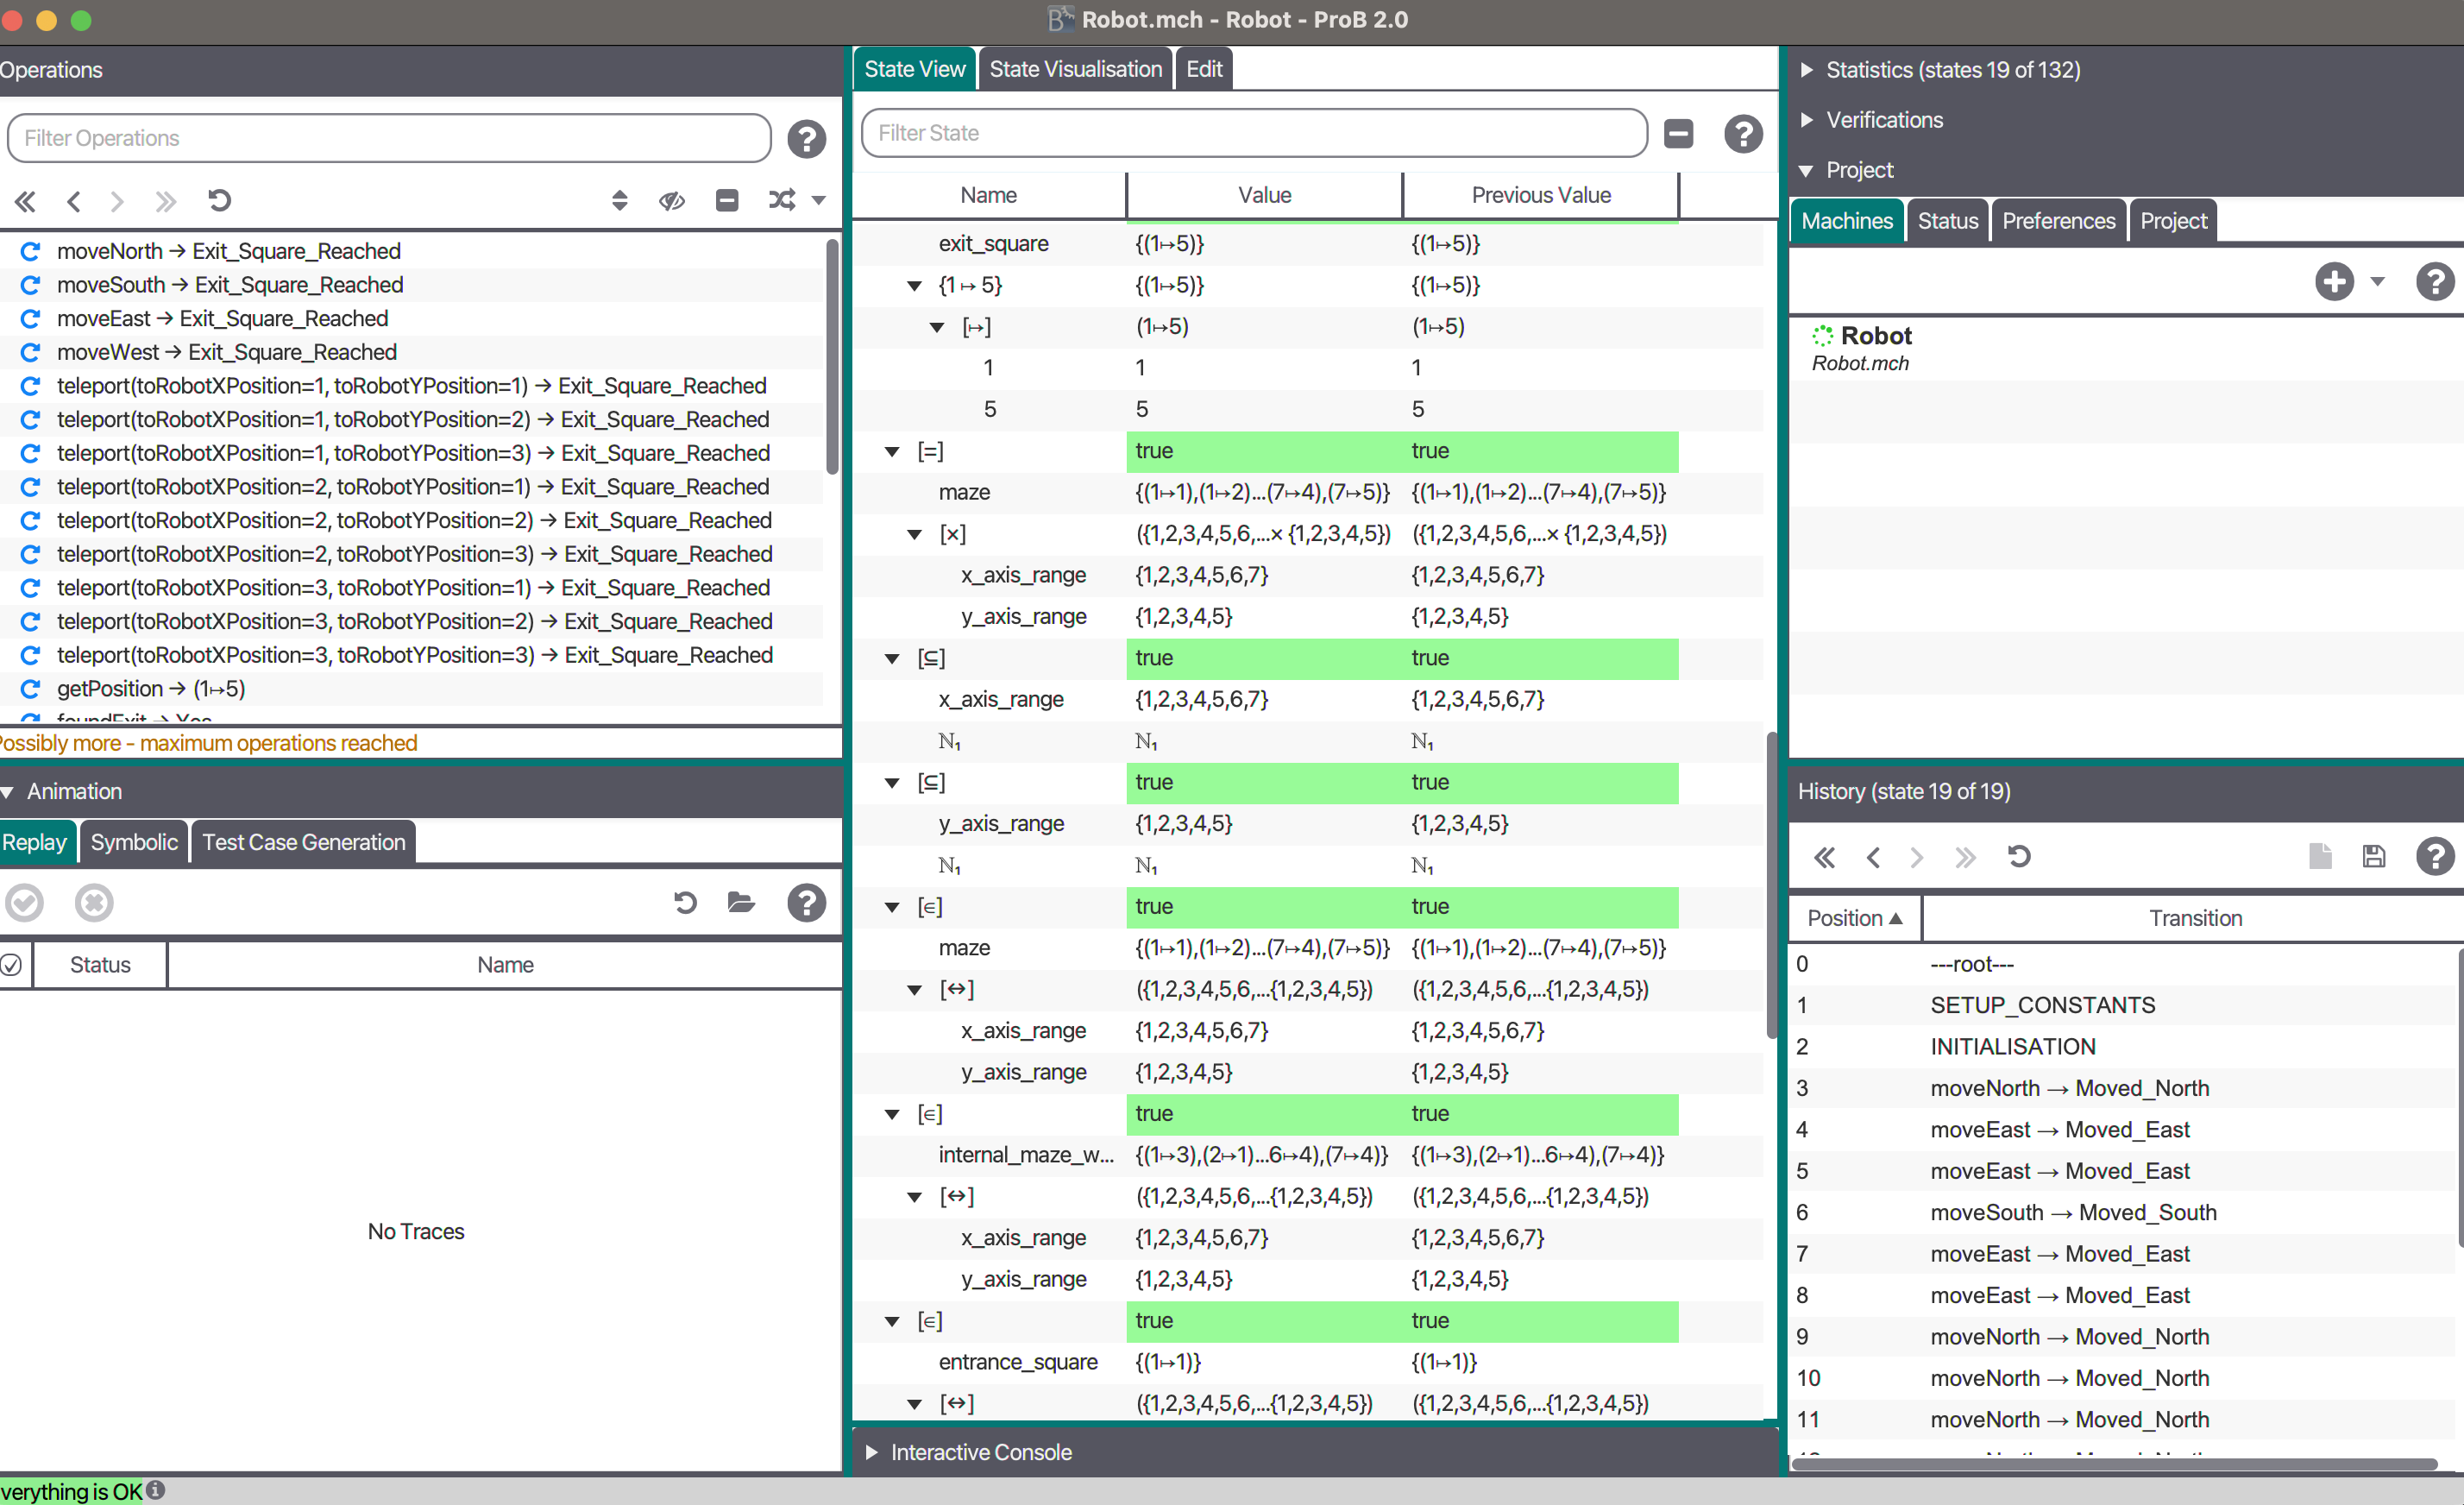 Robot.mch - Robot - ProB 2.0
Operations
Filter Operations
moveNorth → Exit_Square_Reached
moveSouth → Exit_Square_Reached
moveEast → Exit_Square_Reached
moveWest → Exit_Square_Reached
teleport(toRobotXPosition=1, toRobotYPosition=1) → Exit_Square_Reached
teleport(toRobotXPosition=1, toRobotYPosition=2) → Exit_Square_Reached
teleport(toRobotXPosition=1, toRobotYPosition=3) → Exit_Square_Reached
teleport(toRobotXPosition=2, toRobotYPosition=1) → Exit_Square_Reached
teleport(toRobotXPosition=2, toRobotYPosition=2) → Exit_Square_Reached
teleport(toRobotXPosition=2, toRobotYPosition=3) → Exit_Square_Reached
teleport(toRobotXPosition=3, toRobotYPosition=1) → Exit_Square_Reached
teleport(toRobotXPosition=3, toRobotYPosition=2) → Exit_Square_Reached
teleport(toRobotXPosition=3, toRobotYPosition=3) → Exit_Square_Reached
getPosition → (1↦5)
foundExit → Yes
Possibly more - maximum operations reached
Animation
Replay Symbolic Test Case Generation
Status Name
No Traces
verything is OK
State View State Visualisation Edit
Filter State
Name Value Previous Value
exit_square {(1↦5)} {(1↦5)}
{1 ↦ 5} {(1↦5)} {(1↦5)}
[↦] (1↦5) (1↦5)
1 1 1
5 5 5
[=] true true
maze {(1↦1),(1↦2)...(7↦4),(7↦5)} {(1↦1),(1↦2)...(7↦4),(7↦5)}
[×] ({1,2,3,4,5,6,...× {1,2,3,4,5}) ({1,2,3,4,5,6,...× {1,2,3,4,5})
x_axis_range {1,2,3,4,5,6,7} {1,2,3,4,5,6,7}
y_axis_range {1,2,3,4,5} {1,2,3,4,5}
[⊆] true true
x_axis_range {1,2,3,4,5,6,7} {1,2,3,4,5,6,7}
ℕ₁ ℕ₁ ℕ₁
[⊆] true true
y_axis_range {1,2,3,4,5} {1,2,3,4,5}
ℕ₁ ℕ₁ ℕ₁
[∈] true true
maze {(1↦1),(1↦2)...(7↦4),(7↦5)} {(1↦1),(1↦2)...(7↦4),(7↦5)}
[↔] ({1,2,3,4,5,6,...{1,2,3,4,5}) ({1,2,3,4,5,6,...{1,2,3,4,5})
x_axis_range {1,2,3,4,5,6,7} {1,2,3,4,5,6,7}
y_axis_range {1,2,3,4,5} {1,2,3,4,5}
[∈] true true
internal_maze_w... {(1↦3),(2↦1)...6↦4),(7↦4)} {(1↦3),(2↦1)...6↦4),(7↦4)}
[↔] ({1,2,3,4,5,6,...{1,2,3,4,5}) ({1,2,3,4,5,6,...{1,2,3,4,5})
x_axis_range {1,2,3,4,5,6,7} {1,2,3,4,5,6,7}
y_axis_range {1,2,3,4,5} {1,2,3,4,5}
[∈] true true
entrance_square {(1↦1)} {(1↦1)}
[↔] ({1,2,3,4,5,6,...{1,2,3,4,5}) ({1,2,3,4,5,6,...{1,2,3,4,5})
Interactive Console
Statistics (states 19 of 132)
Verifications
Project
Machines Status Preferences Project
Robot
Robot.mch
History (state 19 of 19)
Position Transition
0 ---root---
1 SETUP_CONSTANTS
2 INITIALISATION
3 moveNorth → Moved_North
4 moveEast → Moved_East
5 moveEast → Moved_East
6 moveSouth → Moved_South
7 moveEast → Moved_East
8 moveEast → Moved_East
9 moveNorth → Moved_North
10 moveNorth → Moved_North
11 moveNorth → Moved_North